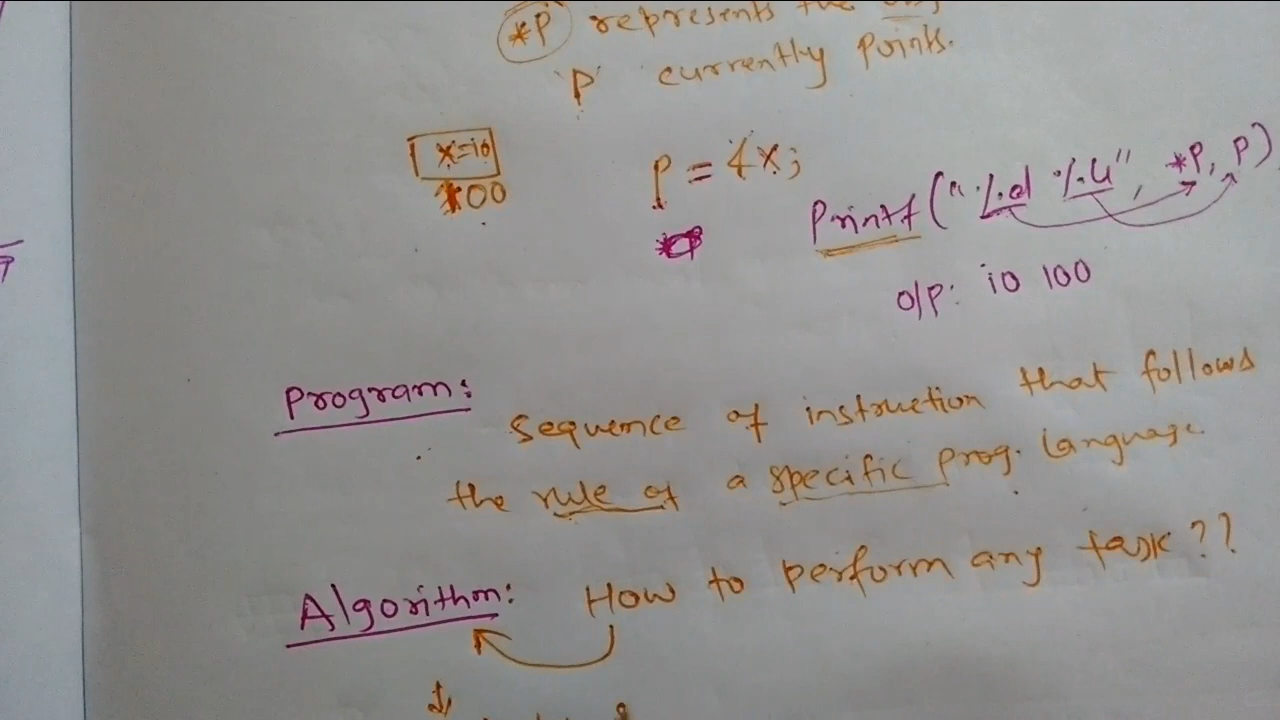 *P represents the
'P' currently points.
x=10
100
P = &x;
Printf("%d %u", *P, P)
O/P: 10 100
Program:
Sequence of instruction that follows
the rule of a specific prog. language.
Algorithm: How to perform any task??